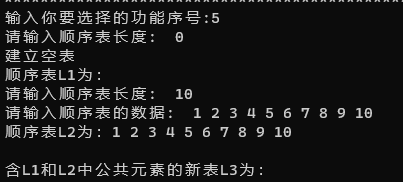 输入你要选择的功能序号:5
请输入顺序表长度: 0
建立空表
顺序表L1为:
请输入顺序表长度: 10
请输入顺序表的数据: 1 2 3 4 5 6 7 8 9 10
顺序表L2为: 1 2 3 4 5 6 7 8 9 10
含L1和L2中公共元素的新表L3为: